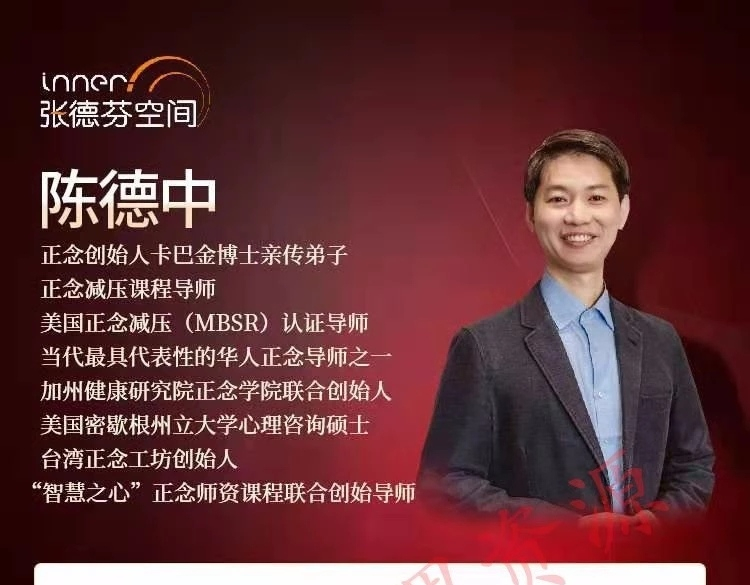 inner
张德芬空间
陈德中
正念创始人卡巴金博士亲传弟子
正念减压课程导师
美国正念减压（MBSR）认证导师
当代最具代表性的华人正念导师之一
加州健康研究院正念学院联合创始人
美国密歇根州立大学心理咨询硕士
台湾正念工坊创始人
“智慧之心”正念师资课程联合创始导师
资源